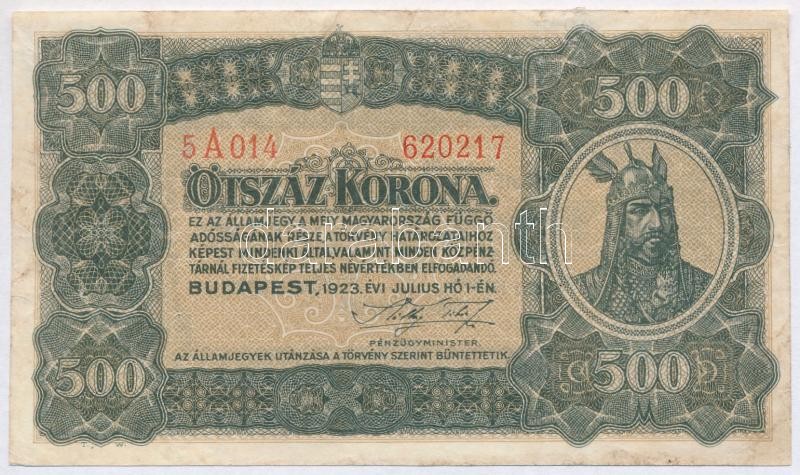 500 500
5A014 620217
ÖTSZÁZ KORONA.
EZ AZ ÁLLAMJEGY A MELY MAGYARORSZÁG FÜGGŐ
ADÓSSÁGÁNAK RÉSZE A TÖRVÉNY HATÁROZATAIHOZ
KÉPEST MINDENKI ÁLTAL VALAMINT MINDEN KÖZPÉNZ
TÁRNÁL FIZETÉSKÉP TELJES NÉVÉRTÉKBEN ELFOGADANDÓ.
BUDAPEST, 1923. ÉVI JULIUS HÓ 1-ÉN.
PÉNZÜGYMINISTER.
AZ ÁLLAMJEGYEK UTÁNZÁSA A TÖRVÉNY SZERINT BÜNTETTETIK.
500 500
darabanth